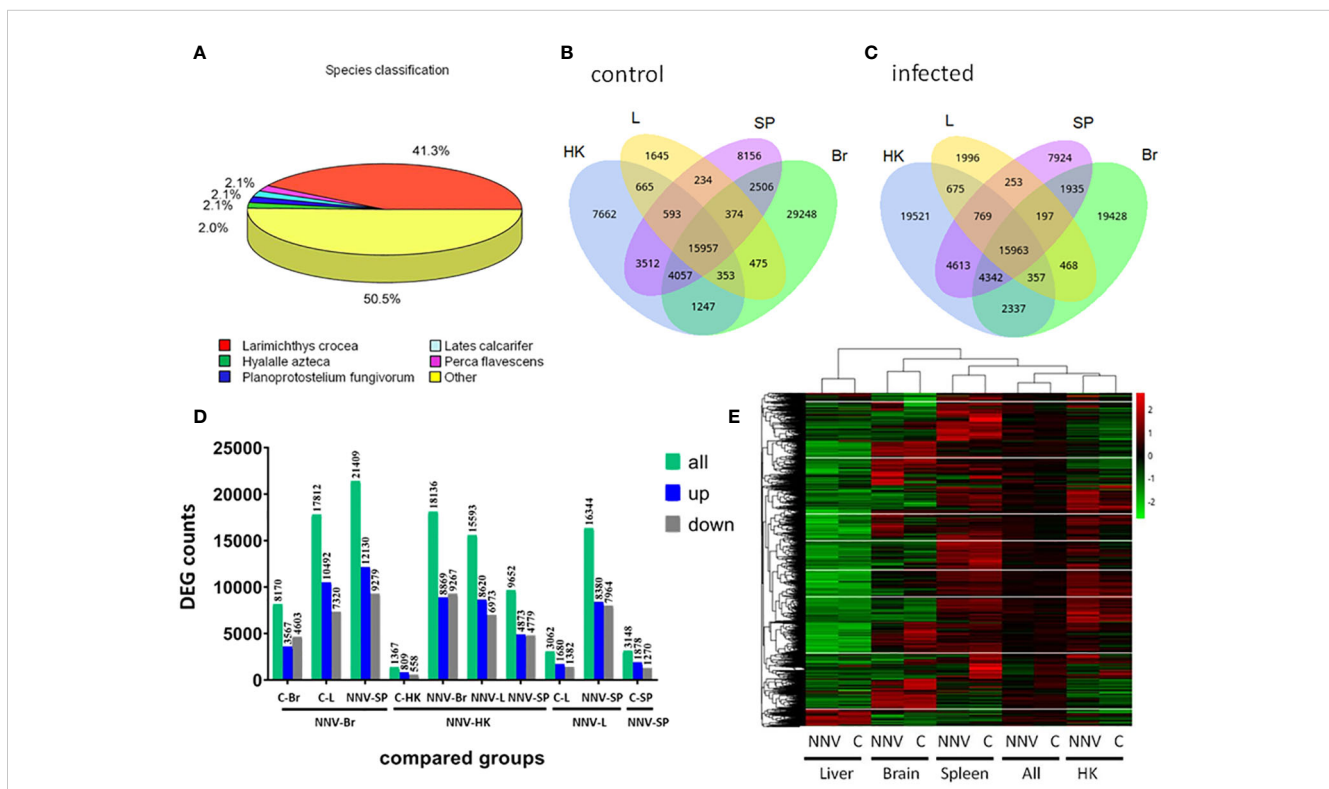 A
Species classification
41.3%
2.1%
2.1%
2.1%
2.0%
50.5%
Larimichthys crocea
Lates calcarifer
Hyalalle azteca
Perca flavescens
Planoprotostelium fungivorum
Other
B
control
L
SP
HK
Br
1645
8156
665
234
2506
7662
593
374
29248
15957
3512
4057
353
475
1247
C
infected
L
SP
HK
Br
1996
7924
675
253
1935
19521
769
197
19428
15963
4613
4342
357
468
2337
D
25000
20000
15000
10000
5000
0
DEG counts
8170
3567
4603
17812
10492
7320
21409
12130
9279
1367
809
558
18136
8869
9267
15593
8620
6973
9652
4873
4779
3062
1680
1382
16344
8380
7964
3148
1878
1270
C-Br
C-L
NNV-SP
C-HK
NNV-Br
NNV-L
NNV-SP
C-L
NNV-SP
C-SP
NNV-Br
NNV-HK
NNV-L
NNV-SP
compared groups
all
up
down
E
2
1
0
-1
-2
NNV C NNV C NNV C NNV C NNV C
Liver Brain Spleen All HK